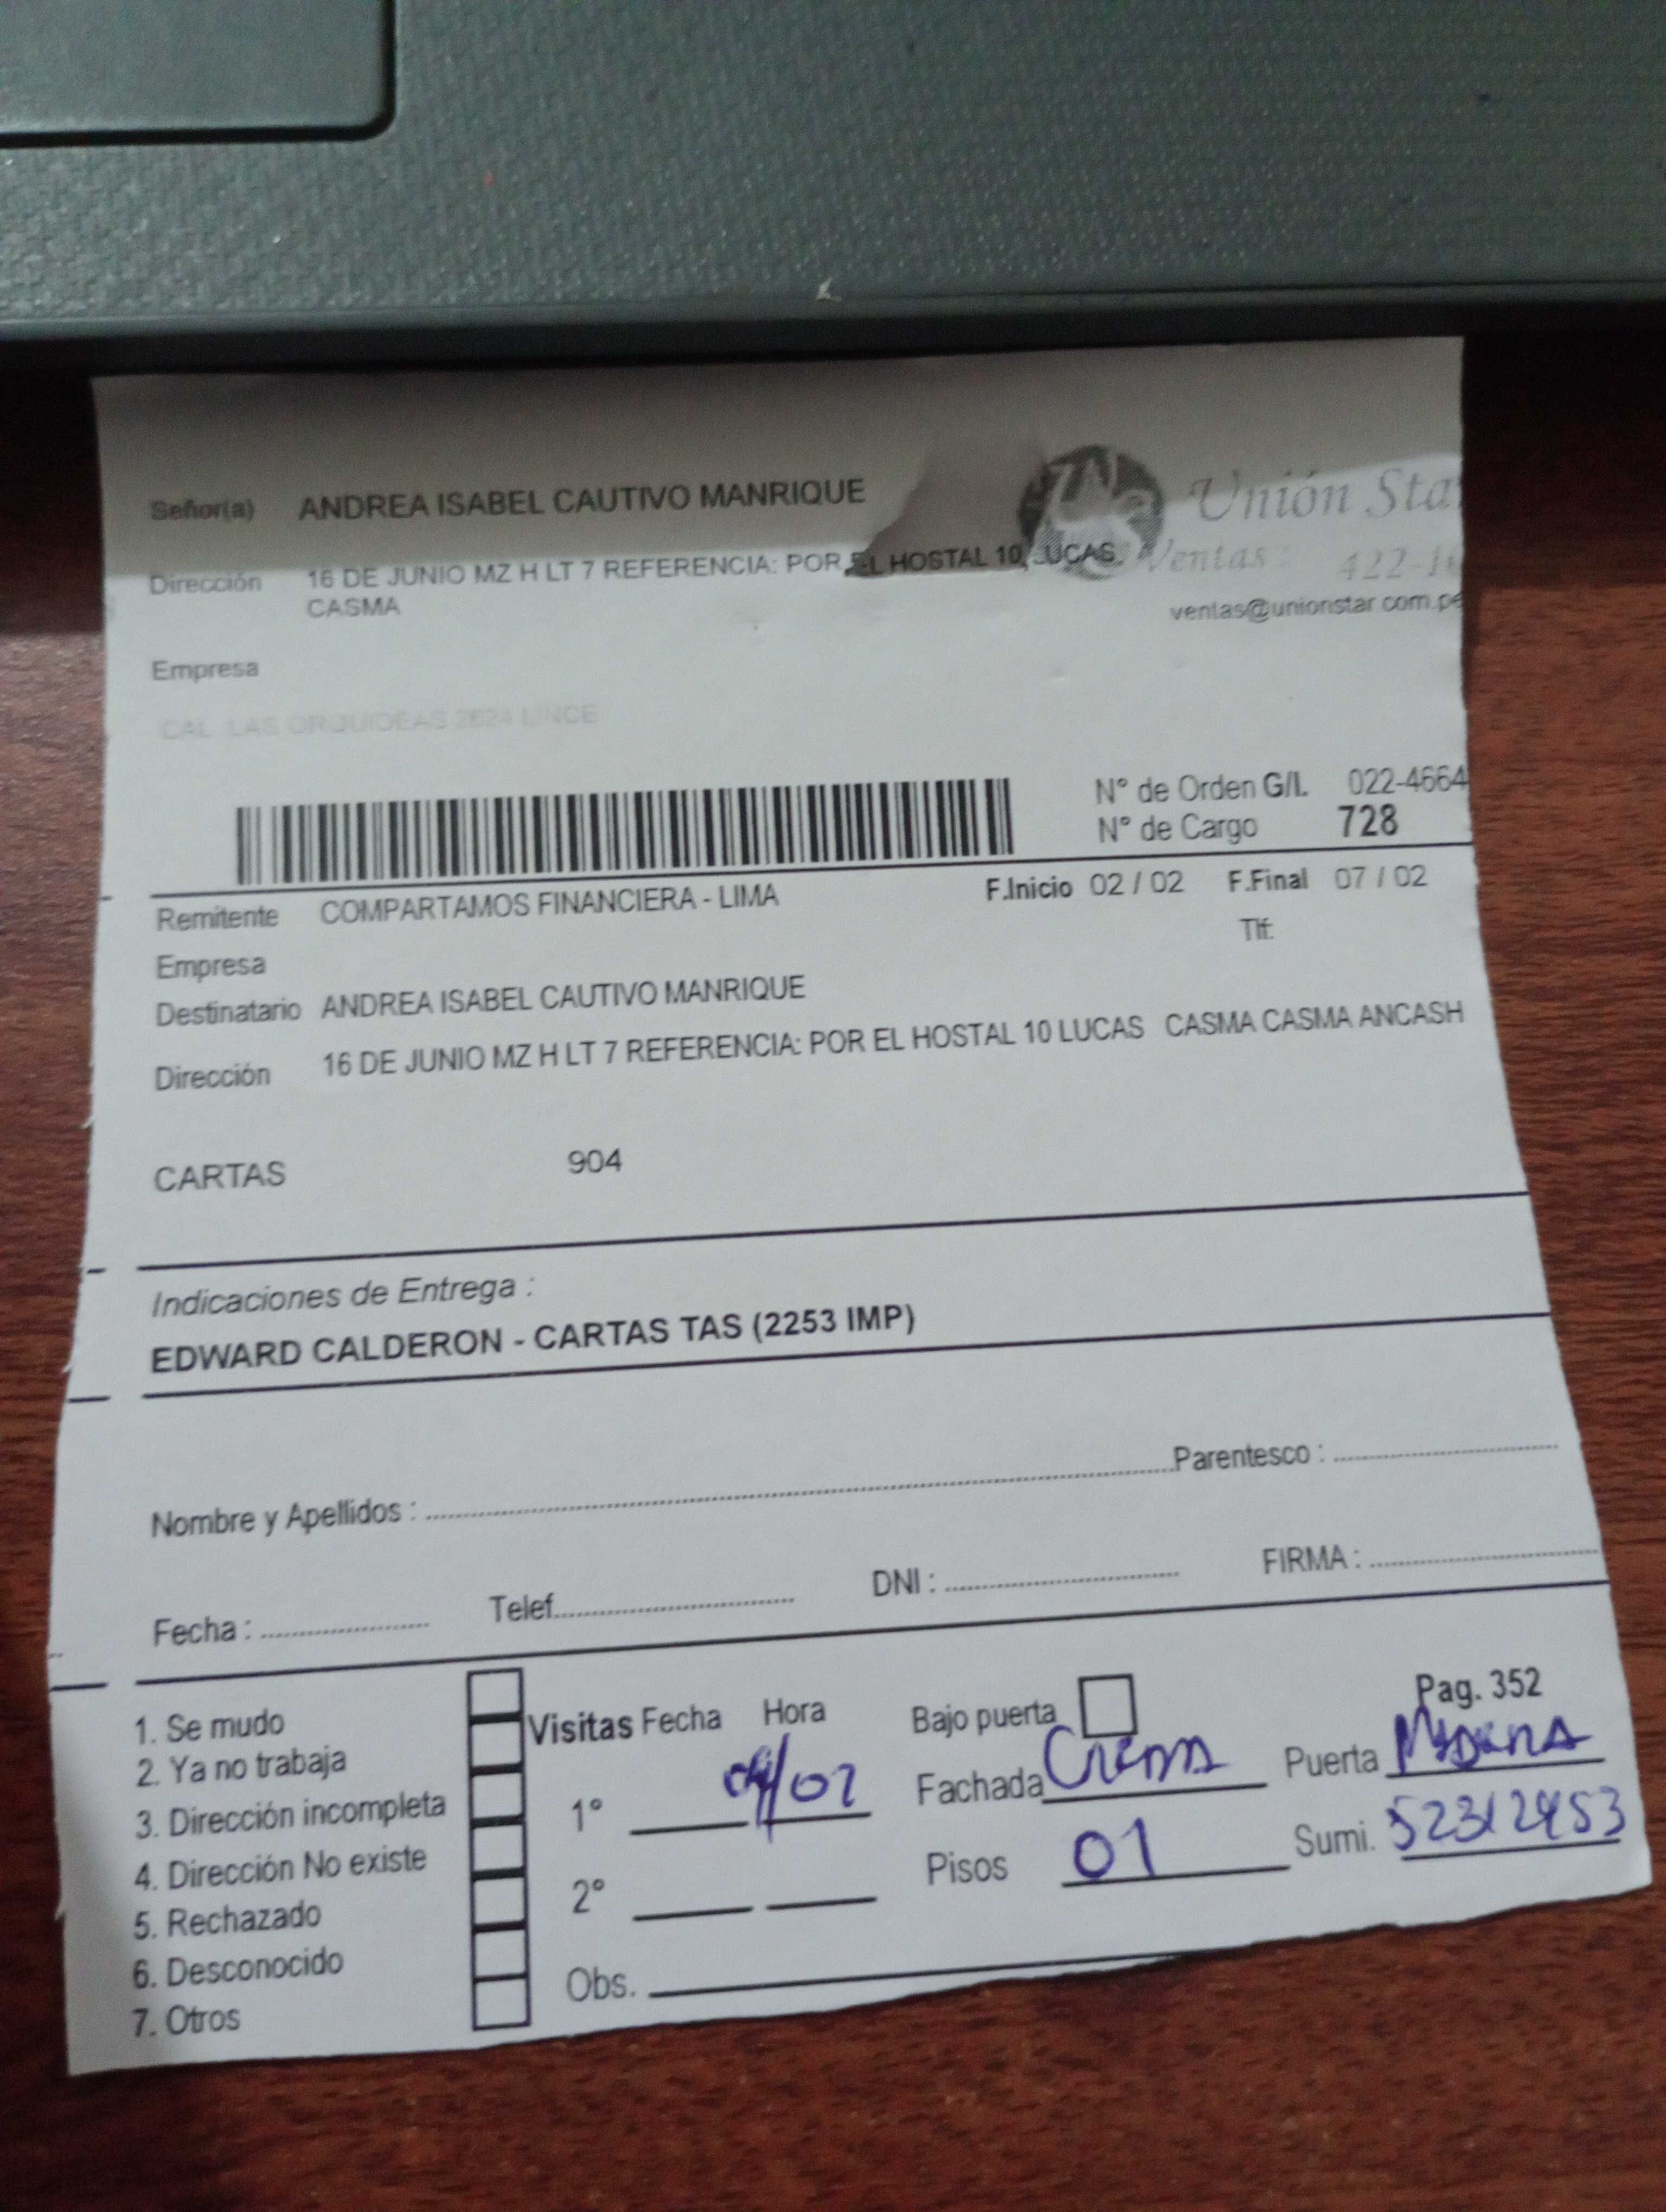 Señor(a) ANDREA ISABEL CAUTIVO MANRIQUE
Unión Sta
Dirección 16 DE JUNIO MZ H LT 7 REFERENCIA: POR EL HOSTAL 10 LUCAS
CASMA
Ventas : 422-1
ventas@unionstar.com.pe
Empresa
CAL LAS ORQUIDEAS 2624 LINCE
N° de Orden G/L 022-4664
N° de Cargo 728
Remitente COMPARTAMOS FINANCIERA - LIMA F.Inicio 02 / 02 F.Final 07 / 02
Empresa Tlf:
Destinatario ANDREA ISABEL CAUTIVO MANRIQUE
Dirección 16 DE JUNIO MZ H LT 7 REFERENCIA: POR EL HOSTAL 10 LUCAS CASMA CASMA ANCASH
CARTAS 904
Indicaciones de Entrega :
EDWARD CALDERON - CARTAS TAS (2253 IMP)
Nombre y Apellidos : Parentesco :
Fecha : Telef. DNI : FIRMA :
Pag. 352
1. Se mudo
2. Ya no trabaja
3. Dirección incompleta
4. Dirección No existe
5. Rechazado
6. Desconocido
7. Otros
Visitas Fecha Hora
1° 04/02
2°
Obs.
Bajo puerta
Fachada Crema Puerta Madera
Pisos 01 Sumi. 52312453